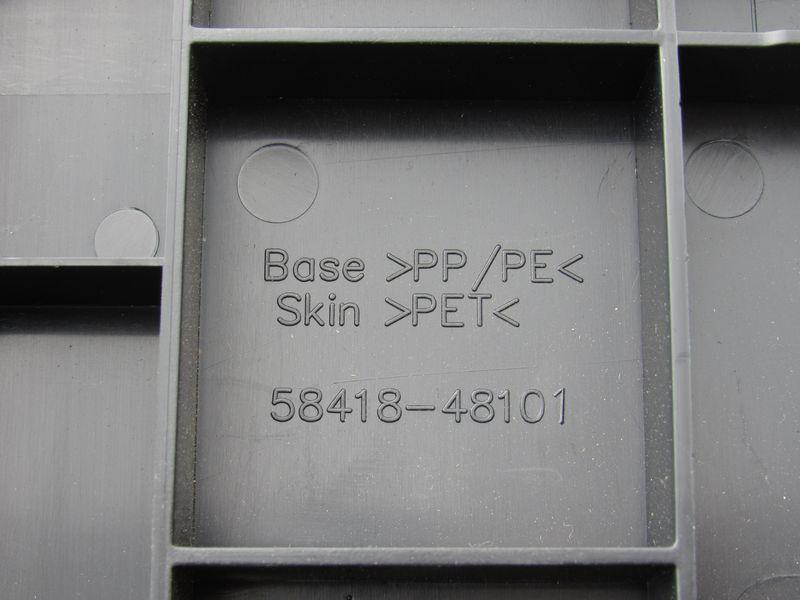 Base >PP/PE<
Skin >PET<
58418-48101